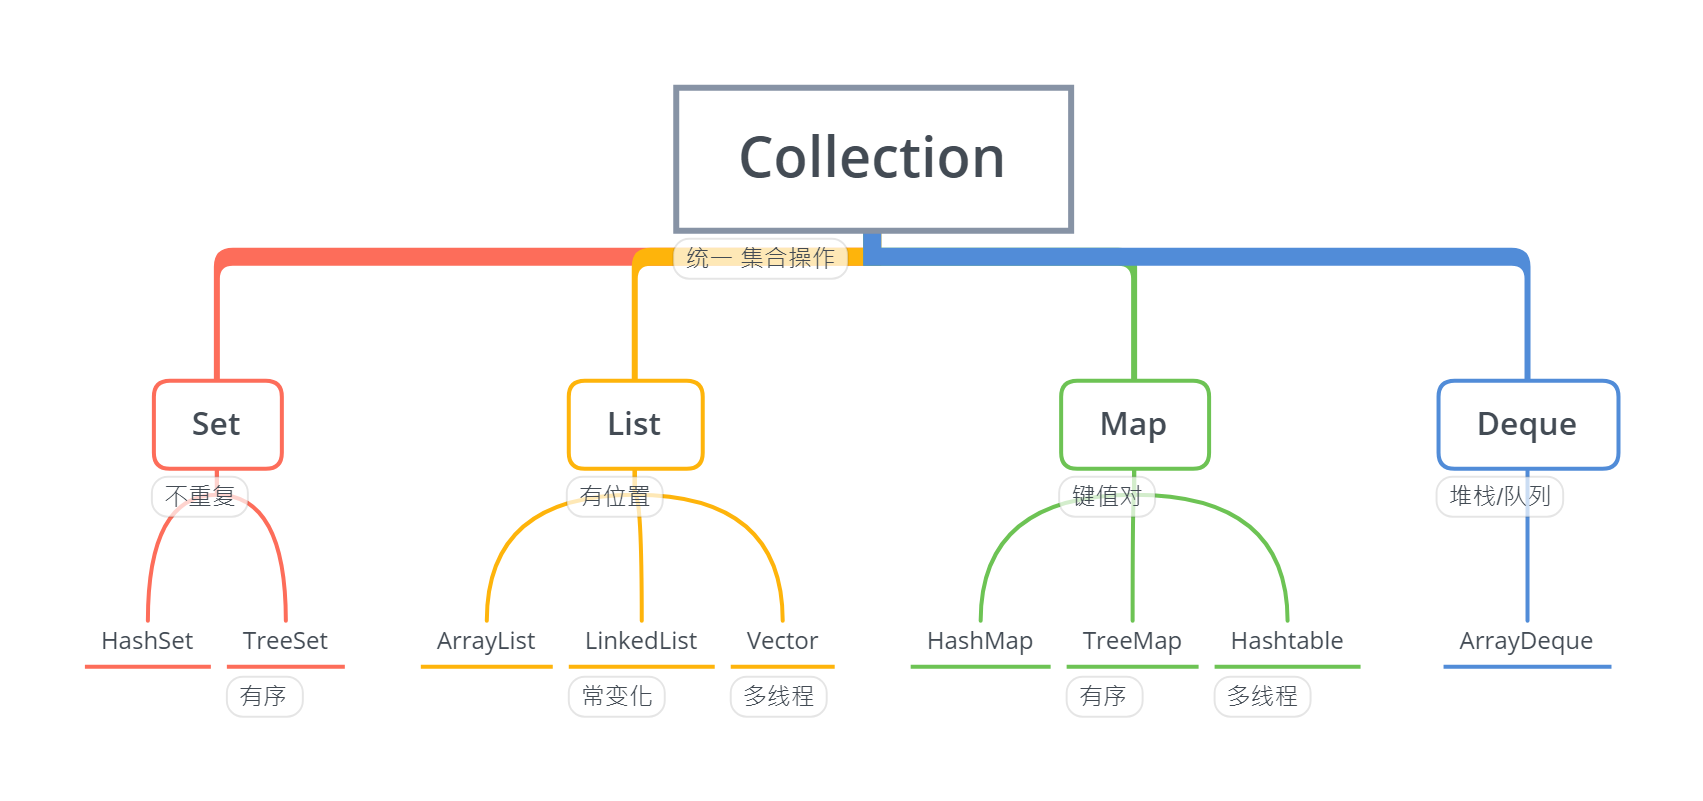 Collection
统一 集合操作
Set
List
Map
Deque
不重复
有位置
键值对
堆栈/队列
HashSet
TreeSet
ArrayList
LinkedList
Vector
HashMap
TreeMap
Hashtable
ArrayDeque
有序
常变化
多线程
有序
多线程